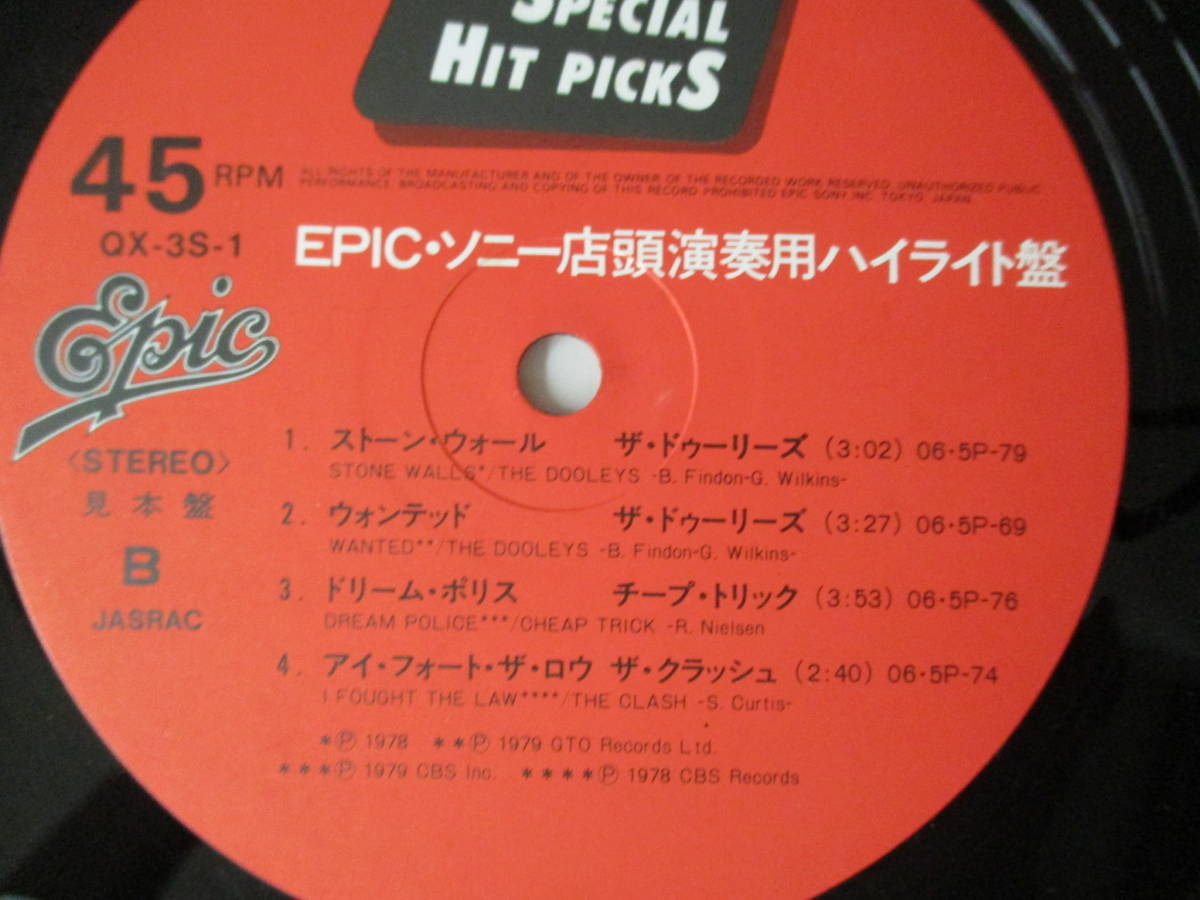 SPECIAL
HIT PICKS
45 RPM
ALL RIGHTS OF THE MANUFACTURER AND OF THE OWNER OF THE RECORDED WORK RESERVED. UNAUTHORIZED PUBLIC
PERFORMANCE, BROADCASTING AND COPYING OF THIS RECORD PROHIBITED EPIC SONY INC. TOKYO, JAPAN
QX-3S-1
EPIC・ソニー店頭演奏用ハイライト盤
Epic
〈STEREO〉
見本盤
B
JASRAC
1. ストーン・ウォール ザ・ドゥーリーズ (3:02) 06・5P-79
STONE WALLS*/THE DOOLEYS -B. Findon-G. Wilkins-
2. ウォンテッド ザ・ドゥーリーズ (3:27) 06・5P-69
WANTED**/THE DOOLEYS -B. Findon-G. Wilkins-
3. ドリーム・ポリス チープ・トリック (3:53) 06・5P-76
DREAM POLICE***/CHEAP TRICK -R. Nielsen
4. アイ・フォート・ザ・ロウ ザ・クラッシュ (2:40) 06・5P-74
I FOUGHT THE LAW****/THE CLASH -S. Curtis-
*Ⓟ 1978 **Ⓟ 1979 GTO Records Ltd.
***Ⓟ 1979 CBS Inc. ****Ⓟ 1978 CBS Records